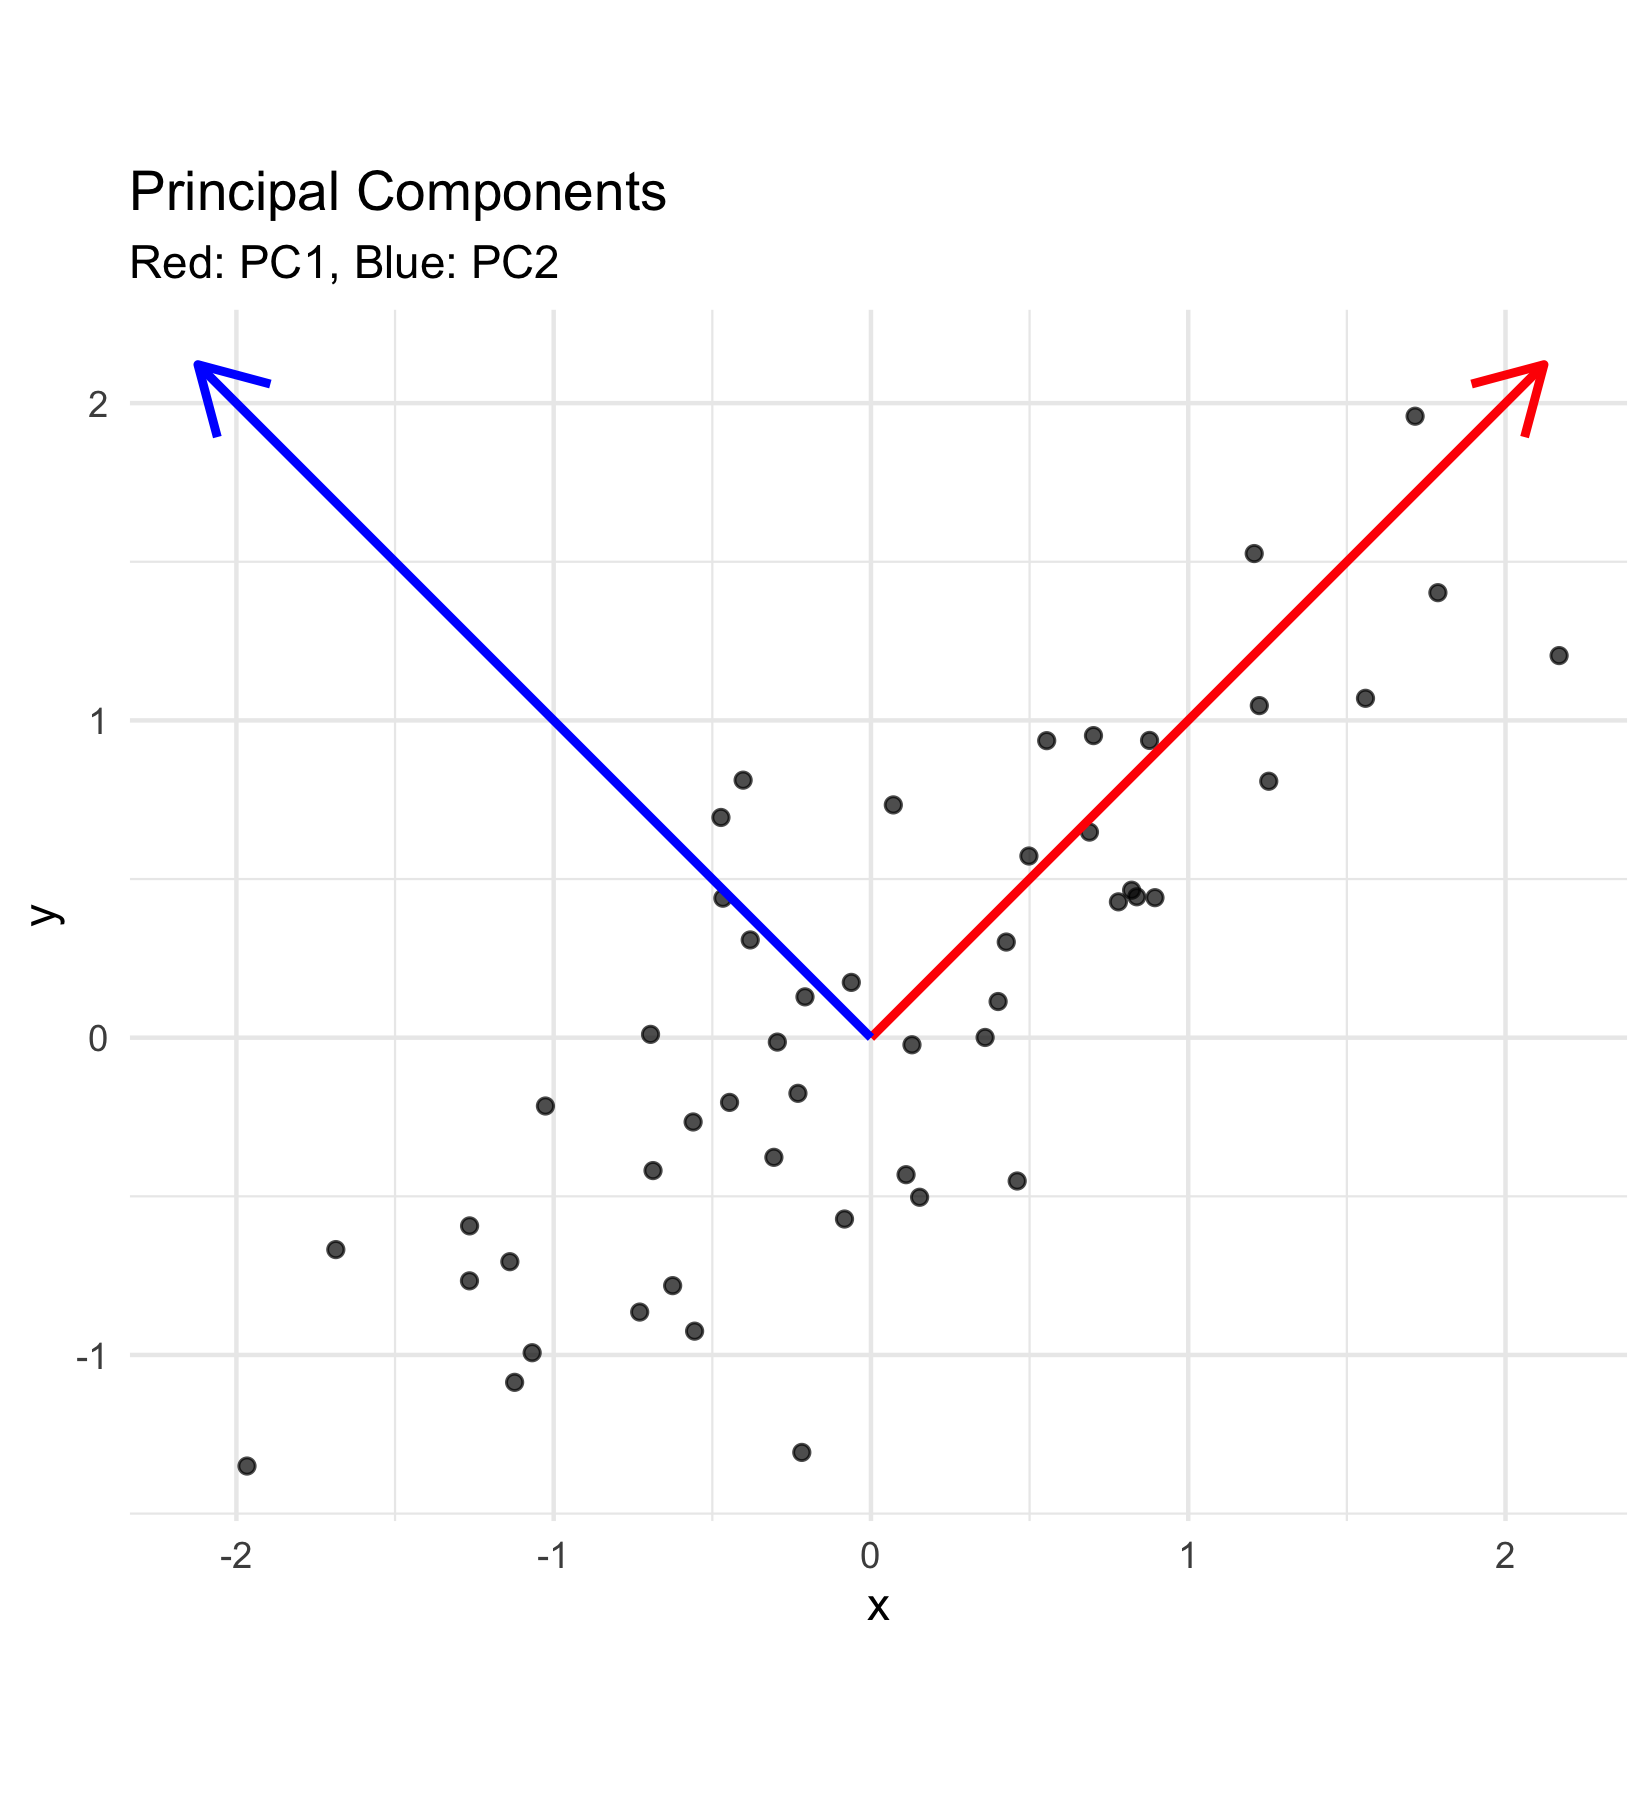 Principal Components
Red: PC1, Blue: PC2
2
1
0
-1
y
-2 -1 0 1 2
x